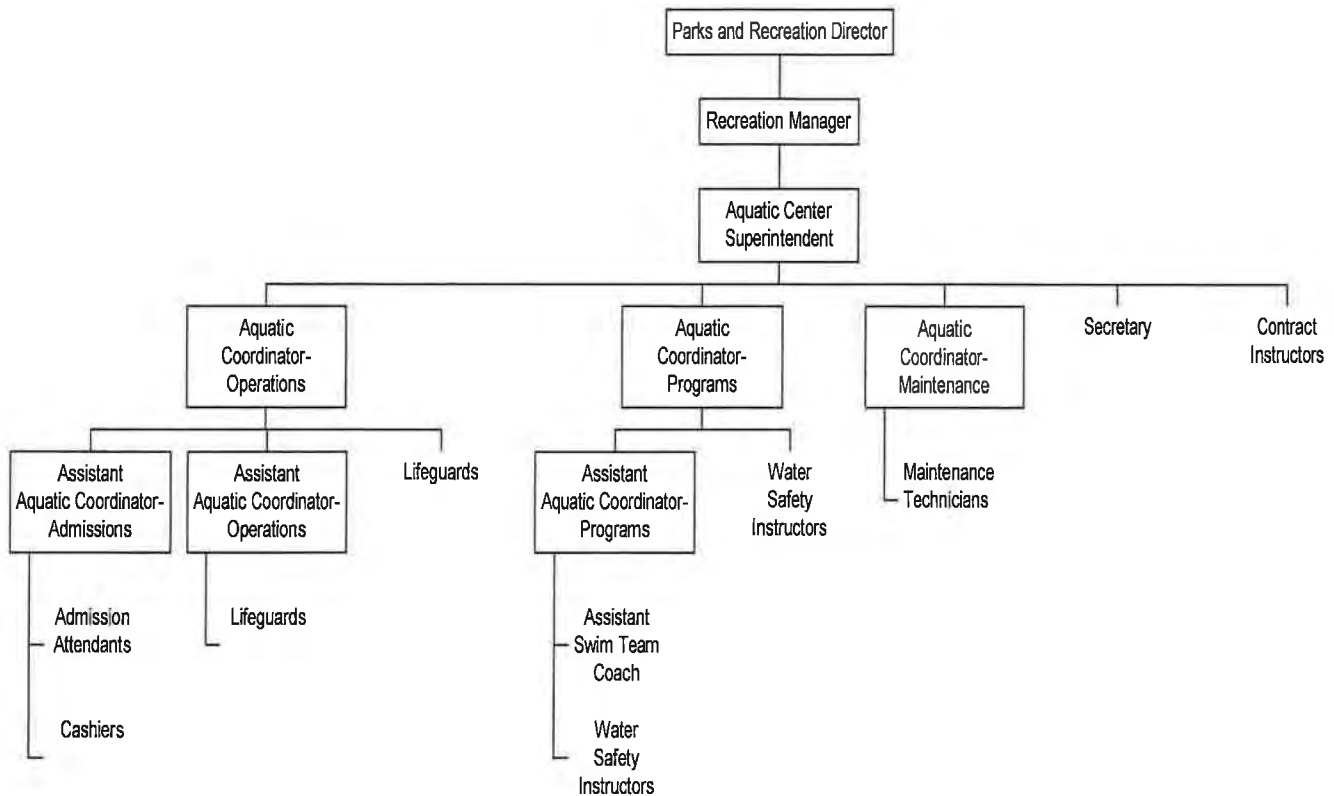 Parks and Recreation Director
Recreation Manager
Aquatic Center
Superintendent
Aquatic
Coordinator-
Operations
Aquatic
Coordinator-
Programs
Aquatic
Coordinator-
Maintenance
Secretary
Contract
Instructors
Assistant
Aquatic Coordinator-
Admissions
Assistant
Aquatic Coordinator-
Operations
Lifeguards
Assistant
Aquatic Coordinator-
Programs
Water
Safety
Instructors
Maintenance
Technicians
Admission
Attendants
Lifeguards
Assistant
Swim Team
Coach
Cashiers
Water
Safety
Instructors